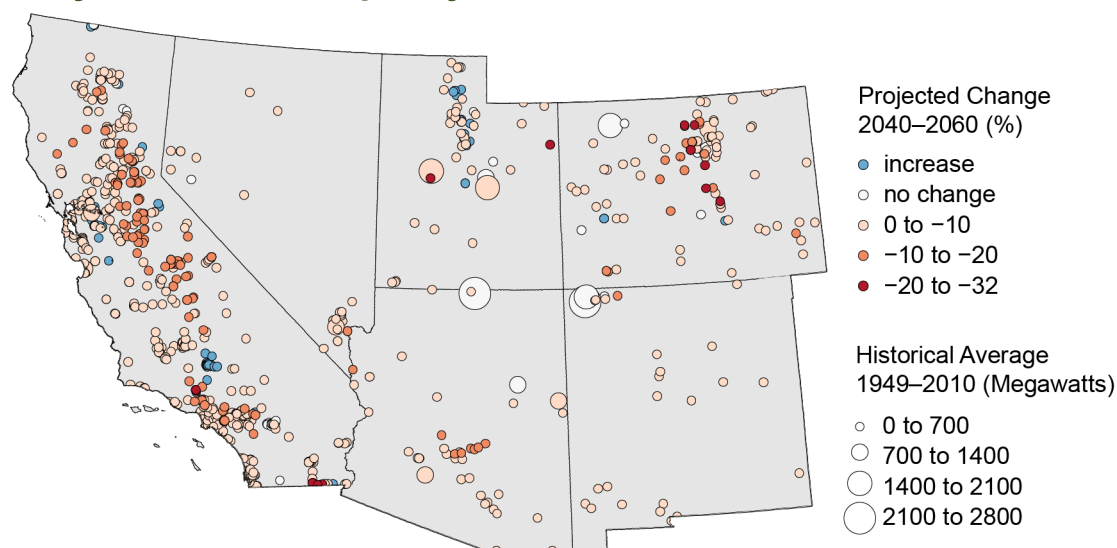 Projected Change
2040–2060 (%)
increase
no change
0 to −10
−10 to −20
−20 to −32
Historical Average
1949–2010 (Megawatts)
0 to 700
700 to 1400
1400 to 2100
2100 to 2800